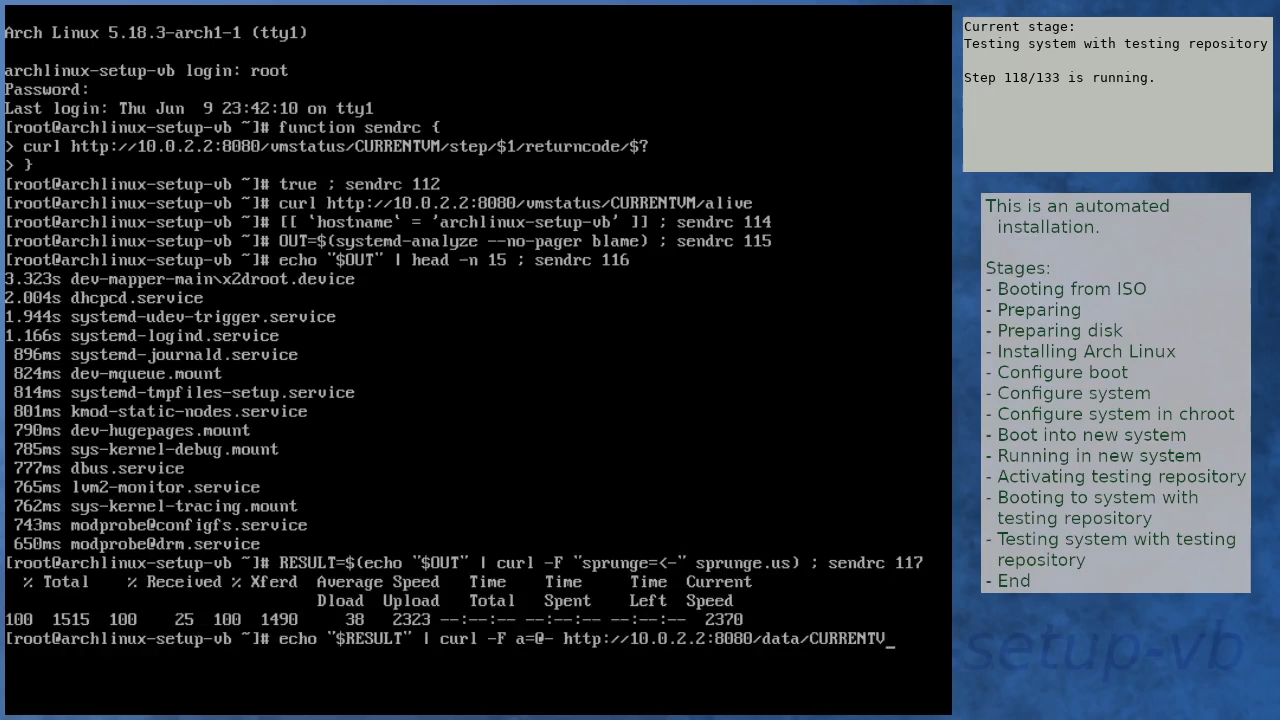 Arch Linux 5.18.3-arch1-1 (tty1)
archlinux-setup-vb login: root
Password:
Last login: Thu Jun  9 23:42:10 on tty1
[root@archlinux-setup-vb ~]# function sendrc {
> curl http://10.0.2.2:8080/vmstatus/CURRENTVM/step/$1/returncode/$?
> }
[root@archlinux-setup-vb ~]# true ; sendrc 112
[root@archlinux-setup-vb ~]# curl http://10.0.2.2:8080/vmstatus/CURRENTVM/alive
[root@archlinux-setup-vb ~]# [[ `hostname` = 'archlinux-setup-vb' ]] ; sendrc 114
[root@archlinux-setup-vb ~]# OUT=$(systemd-analyze --no-pager blame) ; sendrc 115
[root@archlinux-setup-vb ~]# echo "$OUT" | head -n 15 ; sendrc 116
3.323s dev-mapper-main\x2droot.device
2.004s dhcpcd.service
1.944s systemd-udev-trigger.service
1.166s systemd-logind.service
896ms systemd-journald.service
824ms dev-mqueue.mount
814ms systemd-tmpfiles-setup.service
801ms kmod-static-nodes.service
790ms dev-hugepages.mount
785ms sys-kernel-debug.mount
777ms dbus.service
765ms lvm2-monitor.service
762ms sys-kernel-tracing.mount
743ms modprobe@configfs.service
650ms modprobe@drm.service
[root@archlinux-setup-vb ~]# RESULT=$(echo "$OUT" | curl -F "sprunge=<-" sprunge.us) ; sendrc 117
% Total    % Received % Xferd  Average Speed   Time    Time     Time  Current
Dload  Upload   Total   Spent    Left  Speed
100  1515  100    25  100  1490     38   2323 --:--:-- --:--:-- --:--:--  2370
[root@archlinux-setup-vb ~]# echo "$RESULT" | curl -F a=@- http://10.0.2.2:8080/data/CURRENTV_
Current stage:
Testing system with testing repository
Step 118/133 is running.
This is an automated
installation.
Stages:
- Booting from ISO
- Preparing
- Preparing disk
- Installing Arch Linux
- Configure boot
- Configure system
- Configure system in chroot
- Boot into new system
- Running in new system
- Activating testing repository
- Booting to system with
testing repository
- Testing system with testing
repository
- End
setup-vb